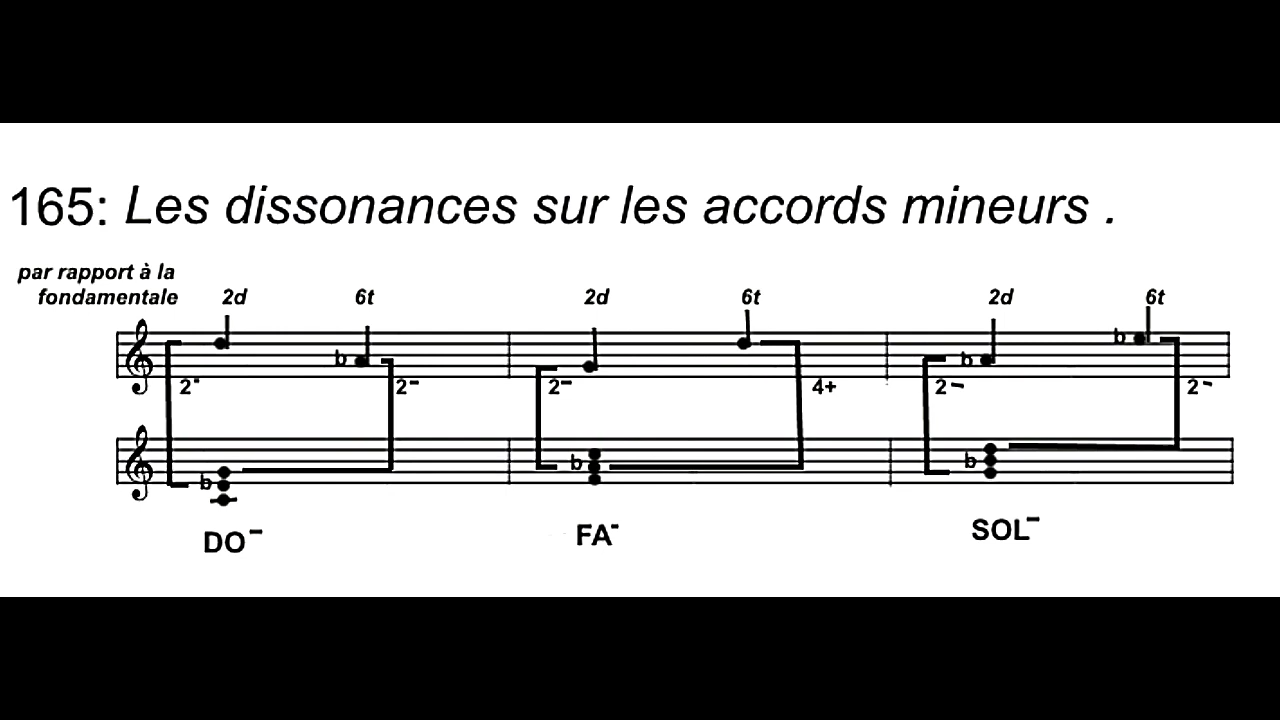 165: Les dissonances sur les accords mineurs .
par rapport à la
fondamentale 2d 6t 2d 6t 2d 6t
2- 2- 2- 4+ 2- 2-
DO- FA- SOL-